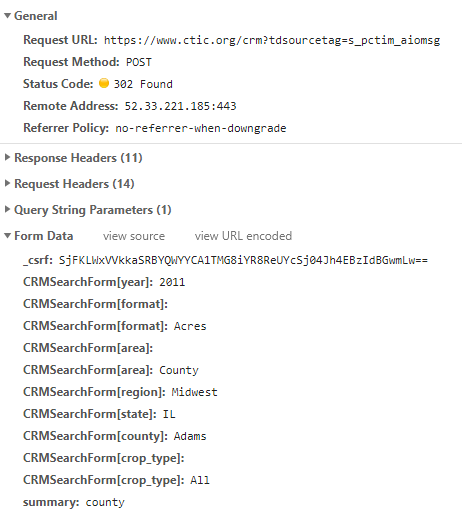 General
Request URL: https://www.ctic.org/crm?tdsourcetag=s_pctim_aiomsg
Request Method: POST
Status Code: 302 Found
Remote Address: 52.33.221.185:443
Referrer Policy: no-referrer-when-downgrade
Response Headers (11)
Request Headers (14)
Query String Parameters (1)
Form Data view source view URL encoded
_csrf: SjFKLWxVVkkaSRBYQWYYCA1TMG8iYR8ReUYcSj04Jh4EBzIdBGwmLw==
CRMSearchForm[year]: 2011
CRMSearchForm[format]:
CRMSearchForm[format]: Acres
CRMSearchForm[area]:
CRMSearchForm[area]: County
CRMSearchForm[region]: Midwest
CRMSearchForm[state]: IL
CRMSearchForm[county]: Adams
CRMSearchForm[crop_type]:
CRMSearchForm[crop_type]: All
summary: county